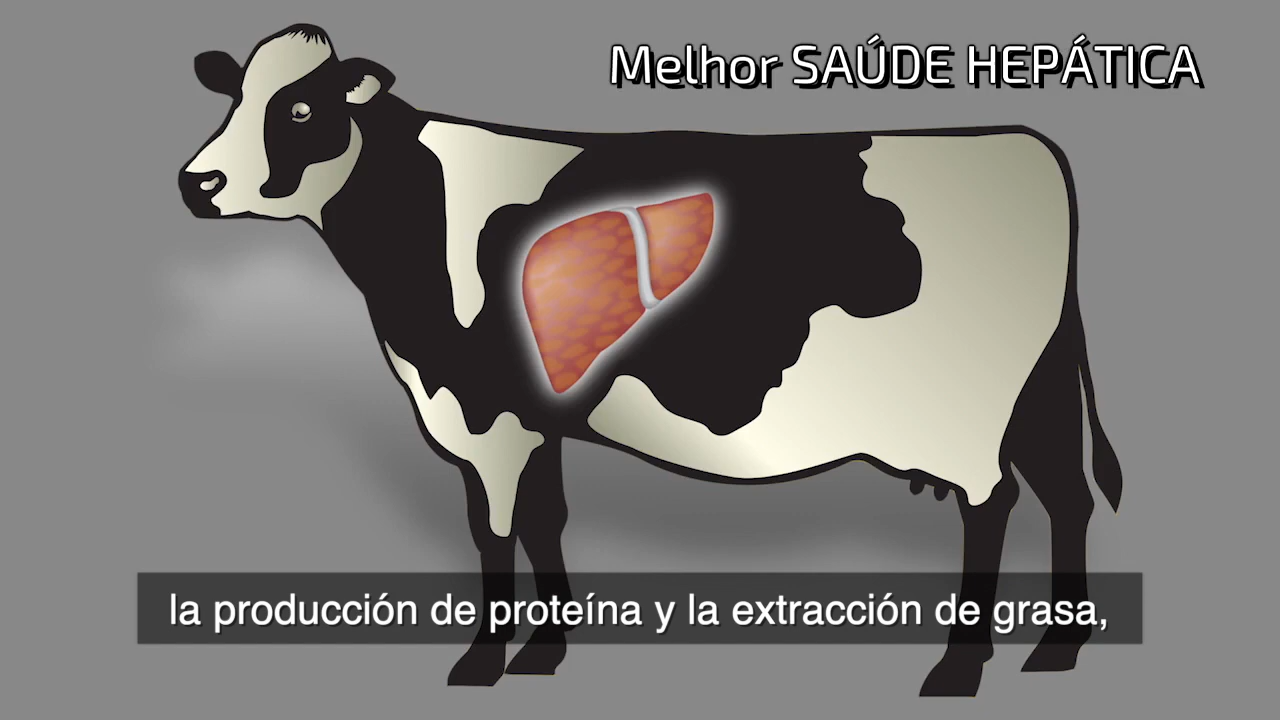 Melhor SAÚDE HEPÁTICA
la producción de proteína y la extracción de grasa,